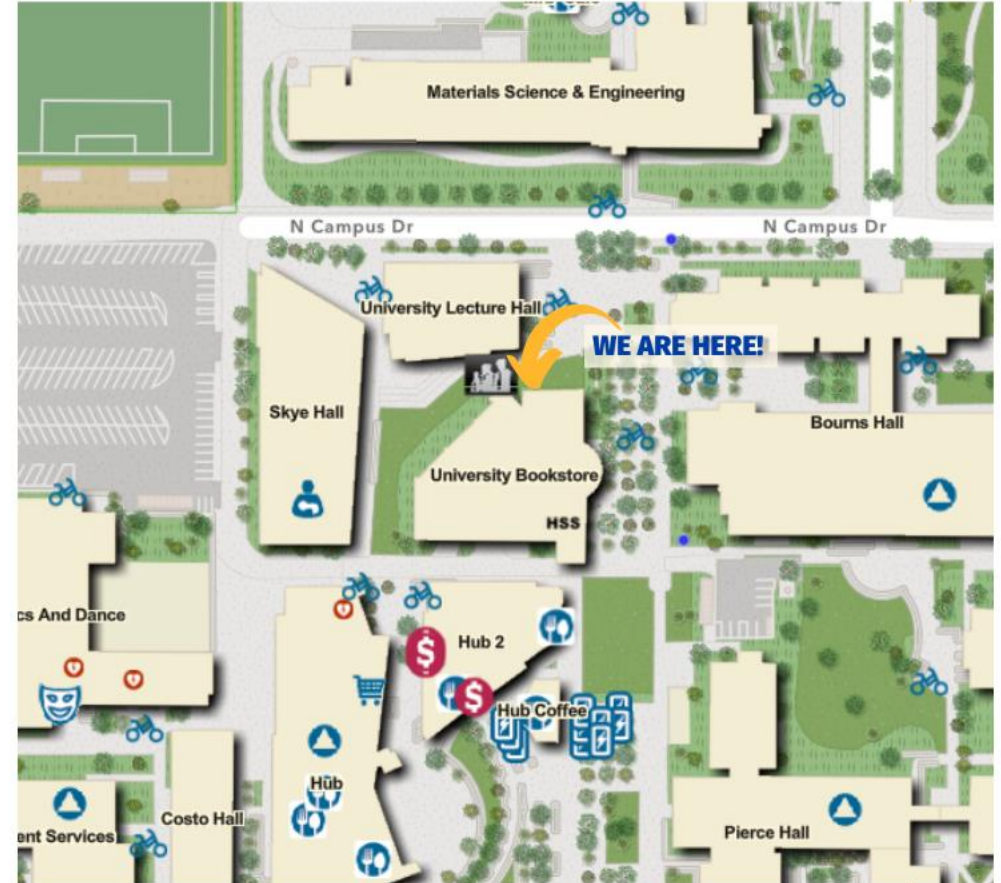 Materials Science & Engineering
N Campus Dr
N Campus Dr
University Lecture Hall
WE ARE HERE!
Skye Hall
Bourns Hall
University Bookstore
HSS
cs And Dance
Hub 2
$
$
Hub Coffee
Hub
Costo Hall
ent Services
Pierce Hall